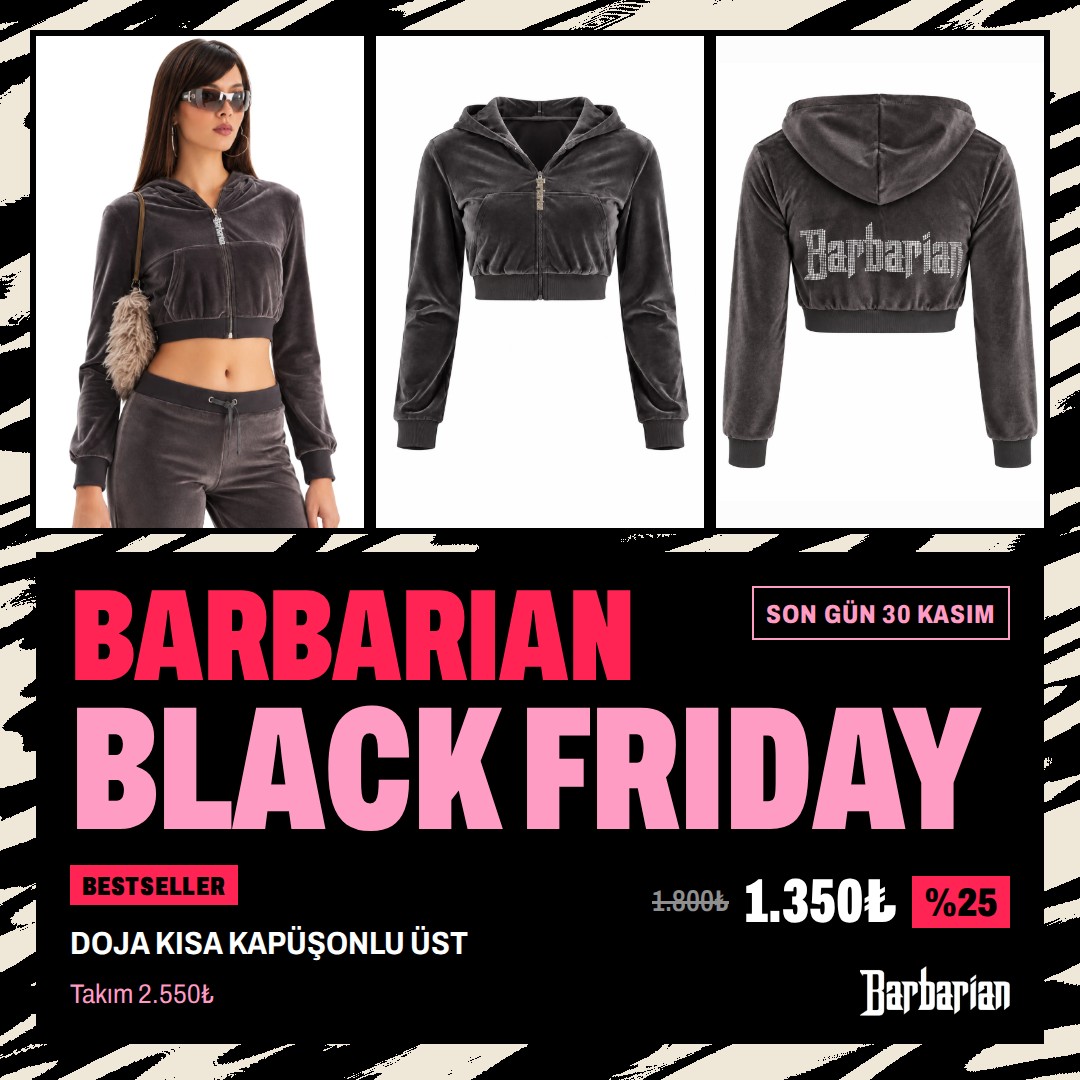 Barbarian
BARBARIAN
SON GÜN 30 KASIM
BLACK FRIDAY
BESTSELLER
1.800₺ 1.350₺ %25
DOJA KISA KAPÜŞONLU ÜST
Takım 2.550₺
Barbarian